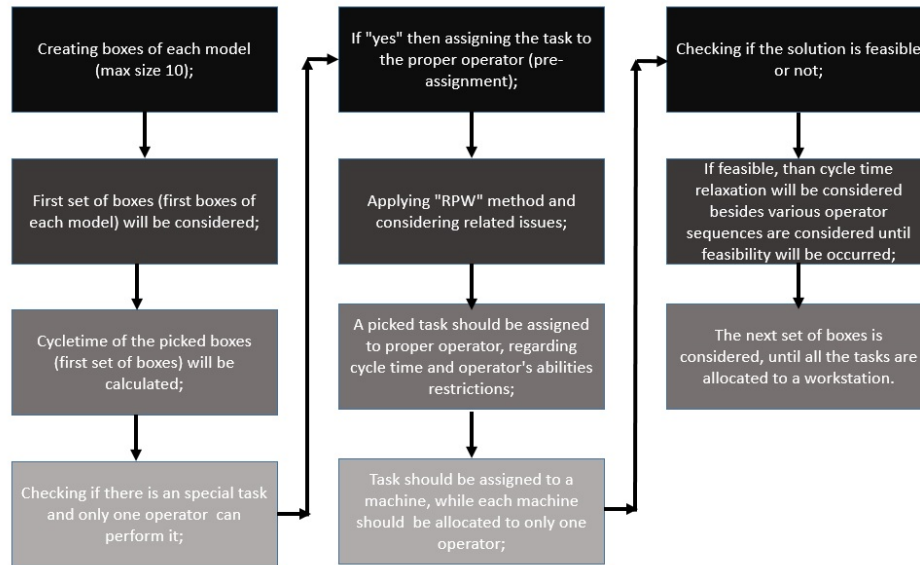 Creating boxes of each model
(max size 10);
First set of boxes (first boxes of
each model) will be considered;
Cycletime of the picked boxes
(first set of boxes) will be
calculated;
Checking if there is an special task
and only one operator can
perform it;
If "yes" then assigning the task to
the proper operator (pre-
assignment);
Applying "RPW" method and
considering related issues;
A picked task should be assigned
to proper operator, regarding
cycle time and operator's abilities
restrictions;
Task should be assigned to a
machine, while each machine
should be allocated to only one
operator;
Checking if the solution is feasible
or not;
If feasible, than cycle time
relaxation will be considered
besides various operator
sequences are considered until
feasibility will be occurred;
The next set of boxes is
considered, until all the tasks are
allocated to a workstation.